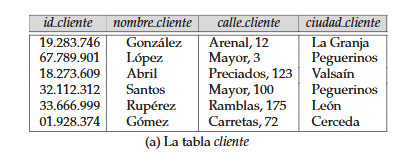 id_cliente nombre_cliente calle_cliente ciudad_cliente
19.283.746 González Arenal, 12 La Granja
67.789.901 López Mayor, 3 Peguerinos
18.273.609 Abril Preciados, 123 Valsaín
32.112.312 Santos Mayor, 100 Peguerinos
33.666.999 Rupérez Ramblas, 175 León
01.928.374 Gómez Carretas, 72 Cerceda
(a) La tabla cliente